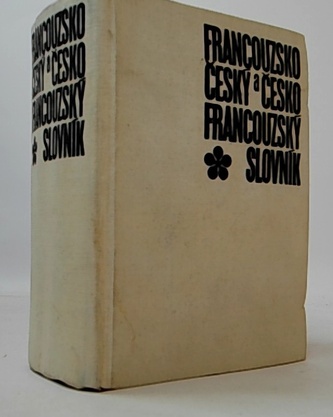 FRANCOUZSKO
ČESKÝ a ČESKO
FRANCOUZSKÝ
SLOVNÍK
FRANCOUZSKO
ČESKÝ a ČESKO
FRANCOUZSKÝ
SLOVNÍK